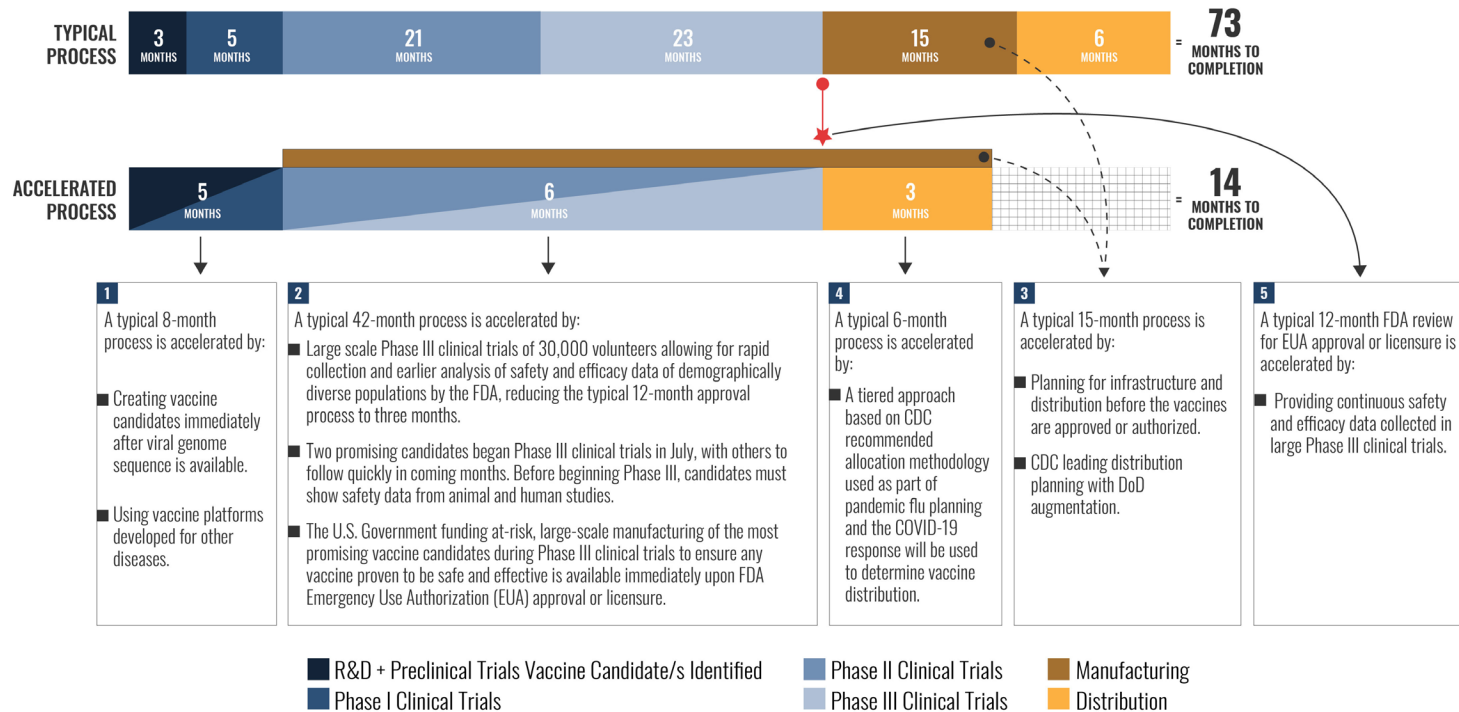 TYPICAL
PROCESS
3
MONTHS
5
MONTHS
21
MONTHS
23
MONTHS
15
MONTHS
6
MONTHS
= 73
MONTHS TO
COMPLETION
ACCELERATED
PROCESS
5
MONTHS
6
MONTHS
3
MONTHS
= 14
MONTHS TO
COMPLETION
1
A typical 8-month
process is accelerated by:
■ Creating vaccine
candidates immediately
after viral genome
sequence is available.
■ Using vaccine platforms
developed for other
diseases.
2
A typical 42-month process is accelerated by:
■ Large scale Phase III clinical trials of 30,000 volunteers allowing for rapid
collection and earlier analysis of safety and efficacy data of demographically
diverse populations by the FDA, reducing the typical 12-month approval
process to three months.
■ Two promising candidates began Phase III clinical trials in July, with others to
follow quickly in coming months. Before beginning Phase III, candidates must
show safety data from animal and human studies.
■ The U.S. Government funding at-risk, large-scale manufacturing of the most
promising vaccine candidates during Phase III clinical trials to ensure any
vaccine proven to be safe and effective is available immediately upon FDA
Emergency Use Authorization (EUA) approval or licensure.
4
A typical 6-month
process is accelerated
by:
■ A tiered approach
based on CDC
recommended
allocation methodology
used as part of
pandemic flu planning
and the COVID-19
response will be used
to determine vaccine
distribution.
3
A typical 15-month process is
accelerated by:
■ Planning for infrastructure and
distribution before the vaccines
are approved or authorized.
■ CDC leading distribution
planning with DoD
augmentation.
5
A typical 12-month FDA review
for EUA approval or licensure is
accelerated by:
■ Providing continuous safety
and efficacy data collected in
large Phase III clinical trials.
R&D + Preclinical Trials Vaccine Candidate/s Identified
Phase I Clinical Trials
Phase II Clinical Trials
Phase III Clinical Trials
Manufacturing
Distribution